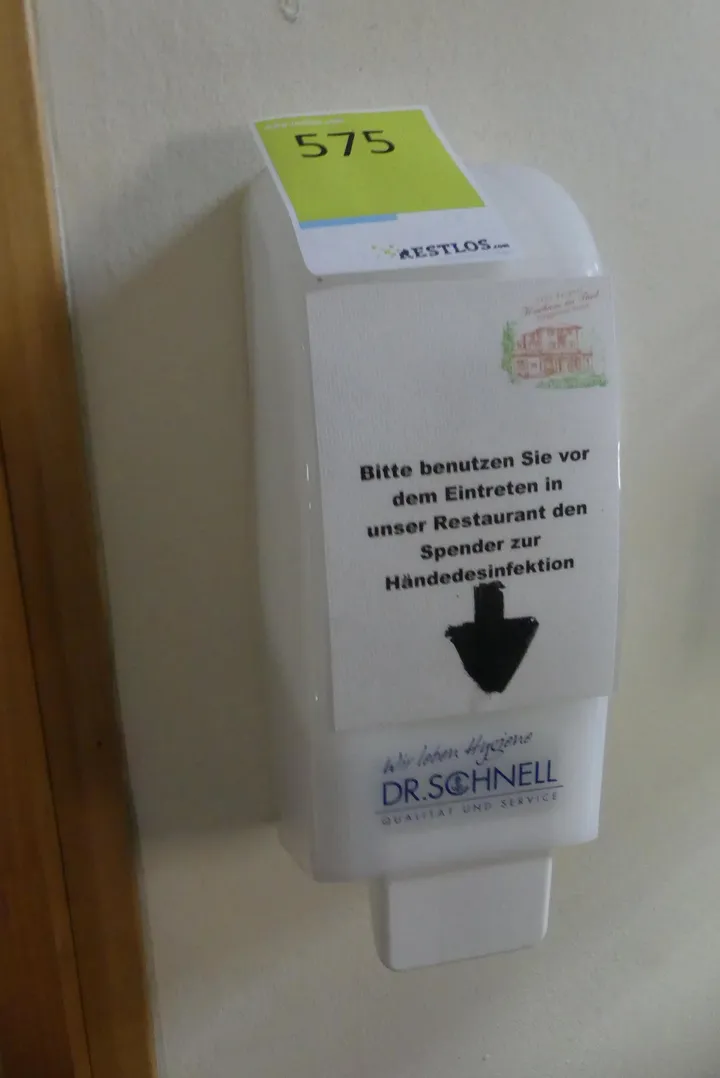 575
RESTLOS.com
Bitte benutzen Sie vor
dem Eintreten in
unser Restaurant den
Spender zur
Händedesinfektion
Wir leben Hygiene
DR.SCHNELL
QUALITÄT UND SERVICE